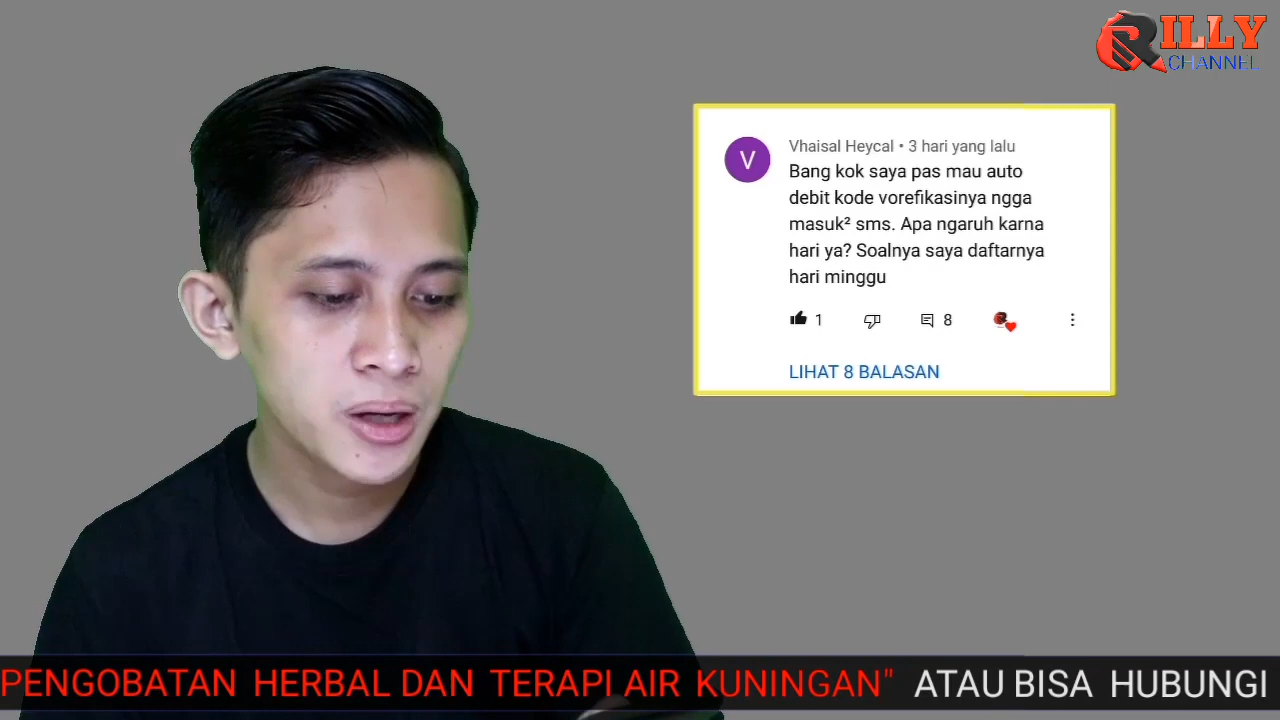 RILLY
CHANNEL
V
Vhaisal Heycal • 3 hari yang lalu
Bang kok saya pas mau auto
debit kode vorefikasinya ngga
masuk² sms. Apa ngaruh karna
hari ya? Soalnya saya daftarnya
hari minggu
1
8
LIHAT 8 BALASAN
PENGOBATAN HERBAL DAN TERAPI AIR KUNINGAN" ATAU BISA HUBUNGI